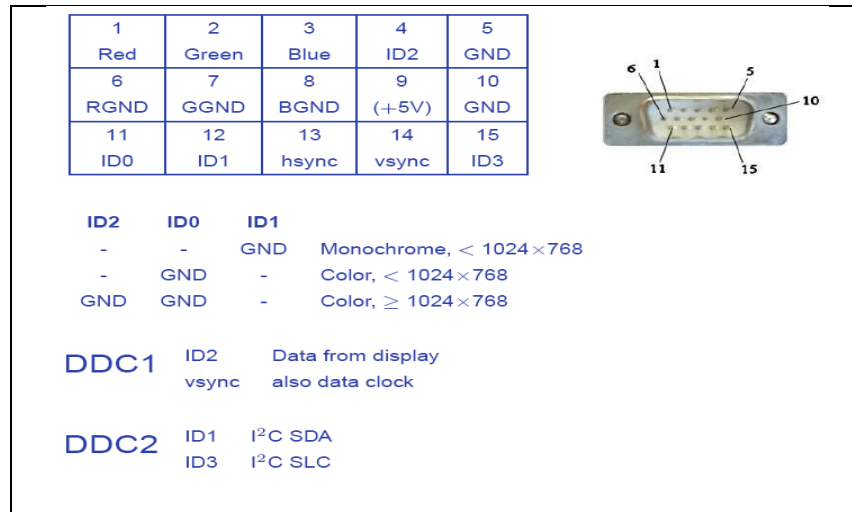 1 2 3 4 5
Red Green Blue ID2 GND
6 7 8 9 10
RGND GGND BGND (+5V) GND
11 12 13 14 15
ID0 ID1 hsync vsync ID3
6 1 5
10
11 15
ID2 ID0 ID1
- - GND Monochrome, < 1024×768
- GND - Color, < 1024×768
GND GND - Color, ≥ 1024×768
DDC1 ID2 Data from display
vsync also data clock
DDC2 ID1 I²C SDA
ID3 I²C SLC